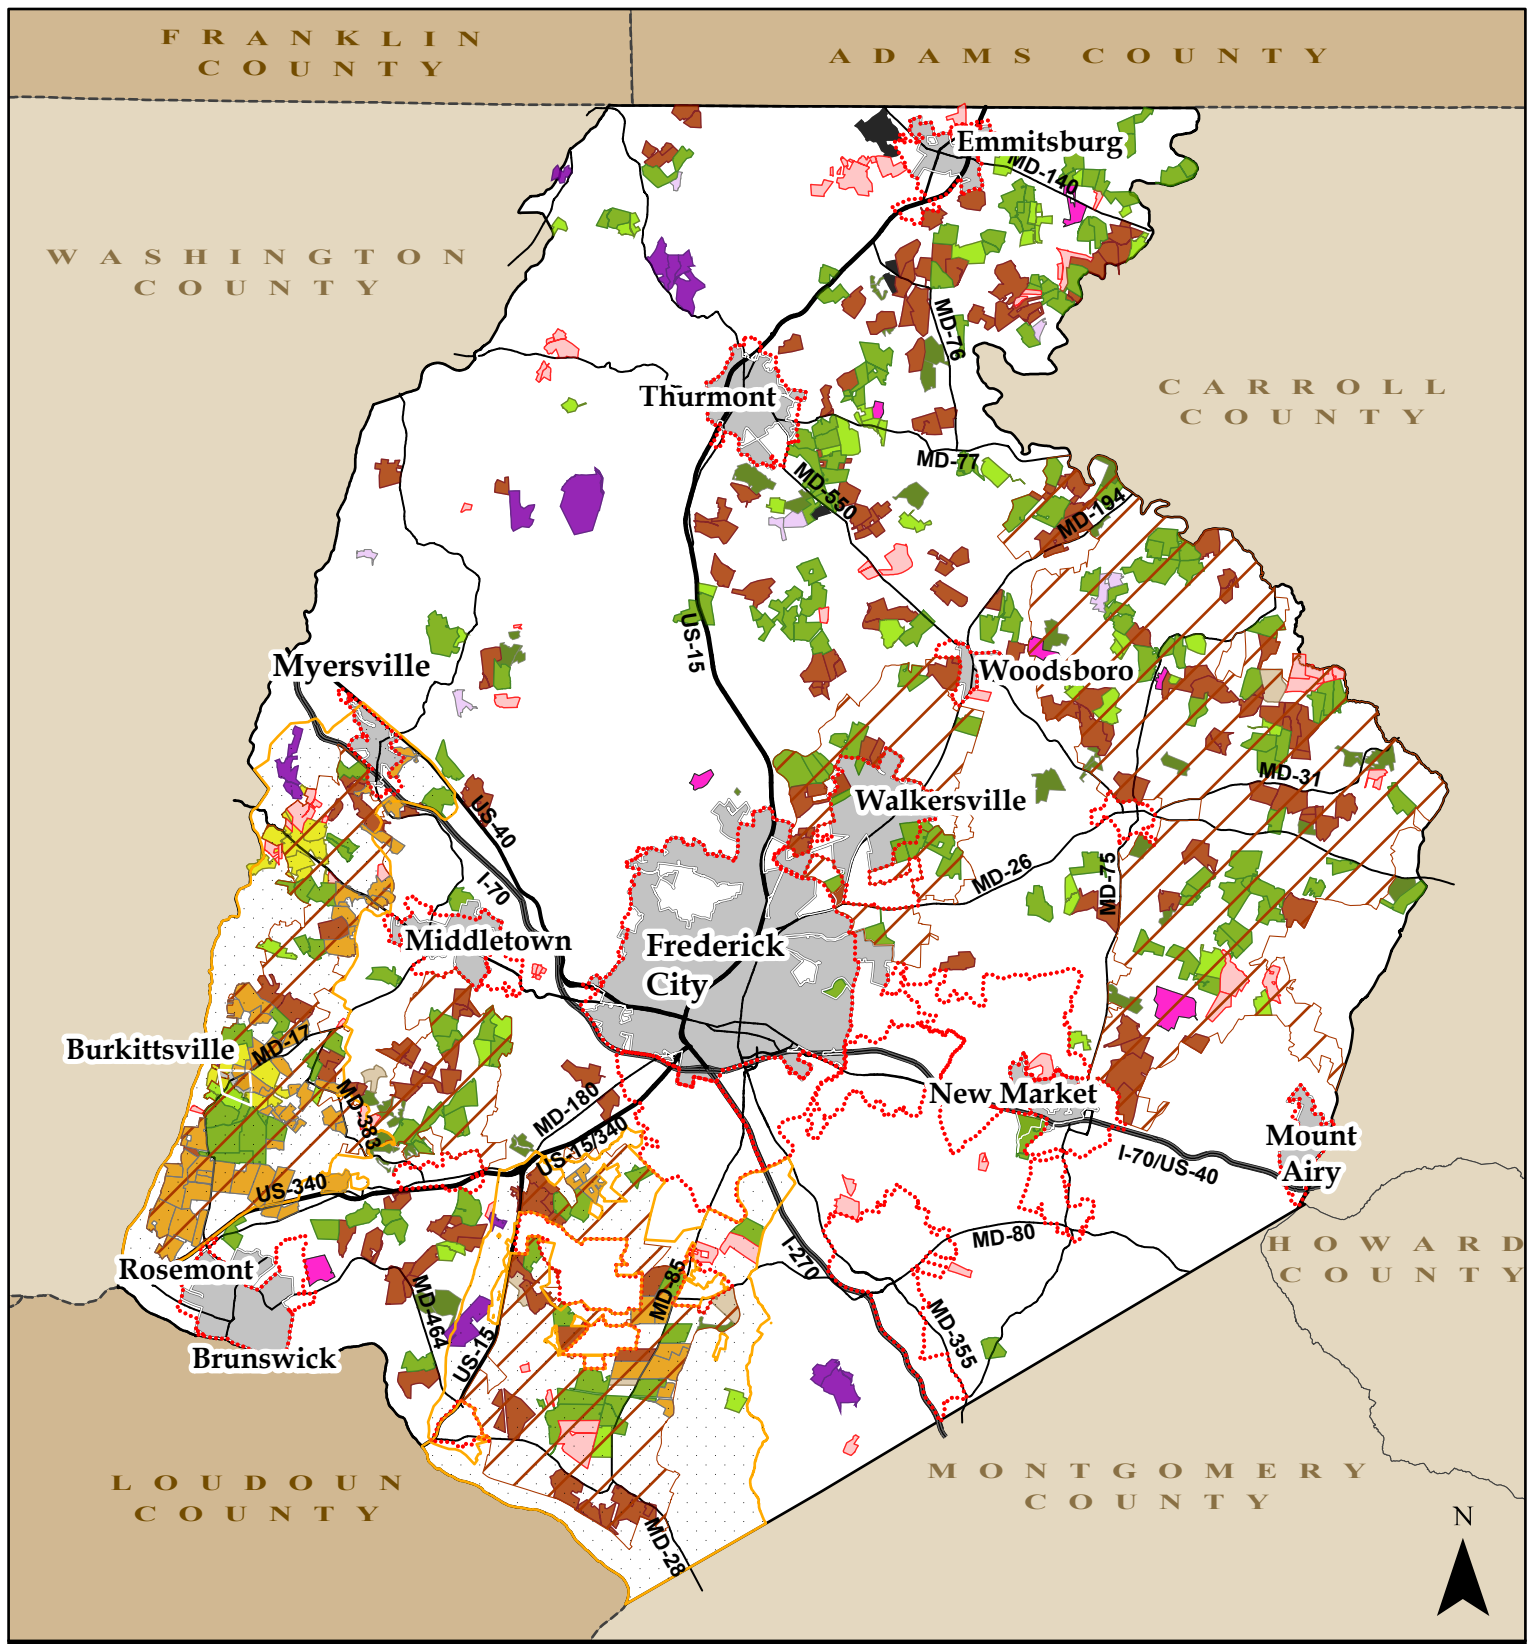 FRANKLIN
COUNTY
ADAMS COUNTY
Emmitsburg
MD-140
WASHINGTON
COUNTY
MD-76
CARROLL
COUNTY
Thurmont
MD-77
MD-550
MD-194
US-15
Myersville
Woodsboro
MD-31
Walkersville
US-40
I-70
MD-26
MD-75
Middletown
Frederick
City
Burkittsville
MD-17
MD-383
MD-180
New Market
US-15/340
Mount
Airy
I-70/US-40
US-340
MD-80
I-270
HOWARD
COUNTY
Rosemont
MD-85
MD-464
US-15
MD-355
Brunswick
LOUDOUN
COUNTY
MONTGOMERY
COUNTY
MD-28
N